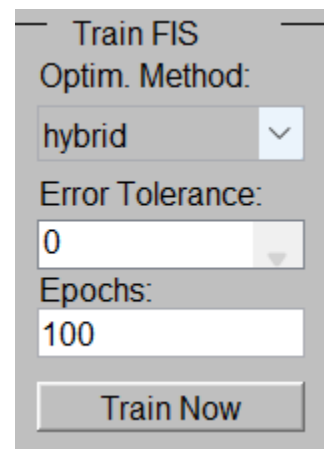 Train FIS
Optim. Method:
hybrid
Error Tolerance:
0
Epochs:
100
Train Now